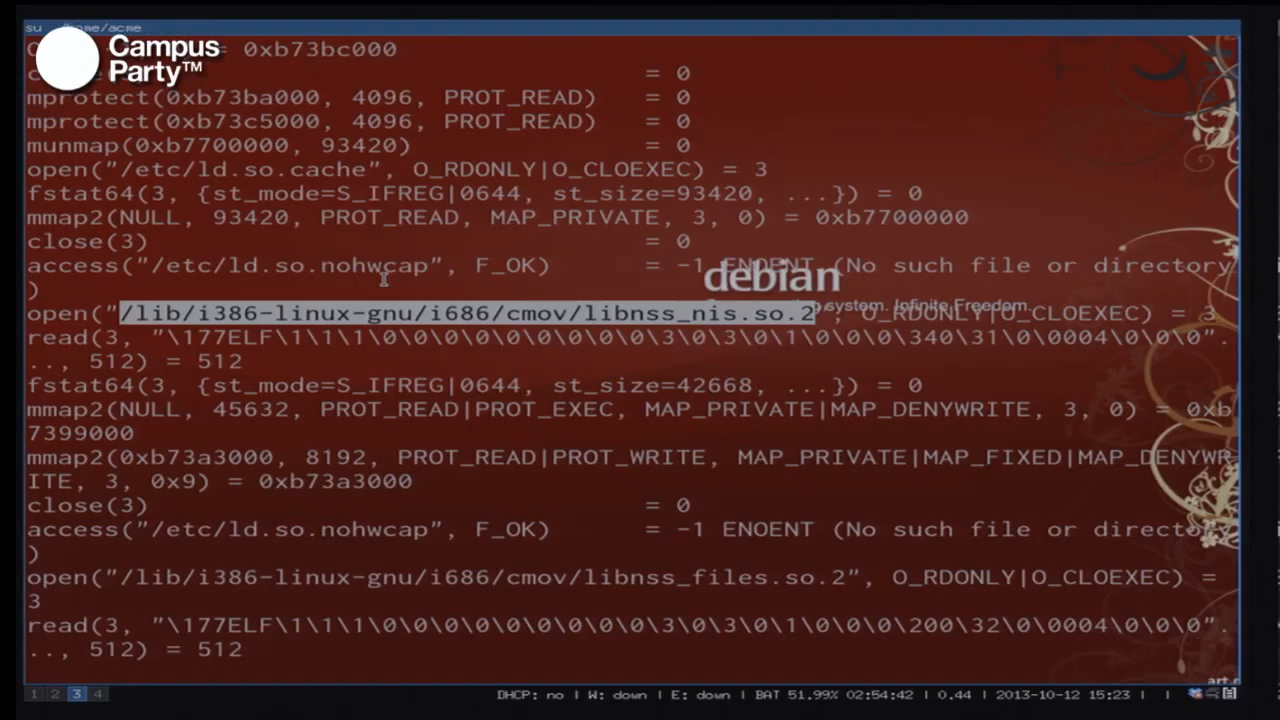 su /home/acme
Campus
Party™
= 0xb73bc000
= 0
mprotect(0xb73ba000, 4096, PROT_READ) = 0
mprotect(0xb73c5000, 4096, PROT_READ) = 0
munmap(0xb7700000, 93420) = 0
open("/etc/ld.so.cache", O_RDONLY|O_CLOEXEC) = 3
fstat64(3, {st_mode=S_IFREG|0644, st_size=93420, ...}) = 0
mmap2(NULL, 93420, PROT_READ, MAP_PRIVATE, 3, 0) = 0xb7700000
close(3) = 0
access("/etc/ld.so.nohwcap", F_OK) = -1 ENOENT (No such file or directory
)
debian
system. Infinite Freedom.
open("/lib/i386-linux-gnu/i686/cmov/libnss_nis.so.2", O_RDONLY|O_CLOEXEC) = 3
read(3, "\177ELF\1\1\1\0\0\0\0\0\0\0\0\0\3\0\3\0\1\0\0\0\340\31\0\0004\0\0\0".
.., 512) = 512
fstat64(3, {st_mode=S_IFREG|0644, st_size=42668, ...}) = 0
mmap2(NULL, 45632, PROT_READ|PROT_EXEC, MAP_PRIVATE|MAP_DENYWRITE, 3, 0) = 0xb
7399000
mmap2(0xb73a3000, 8192, PROT_READ|PROT_WRITE, MAP_PRIVATE|MAP_FIXED|MAP_DENYWR
ITE, 3, 0x9) = 0xb73a3000
close(3) = 0
access("/etc/ld.so.nohwcap", F_OK) = -1 ENOENT (No such file or directory
)
open("/lib/i386-linux-gnu/i686/cmov/libnss_files.so.2", O_RDONLY|O_CLOEXEC) =
3
read(3, "\177ELF\1\1\1\0\0\0\0\0\0\0\0\0\3\0\3\0\1\0\0\0\200\32\0\0004\0\0\0".
.., 512) = 512
1 2 3 4
DHCP: no | W: down | E: down | BAT 51.99% 02:54:42 | 0.44 | 2013-10-12 15:23 | |